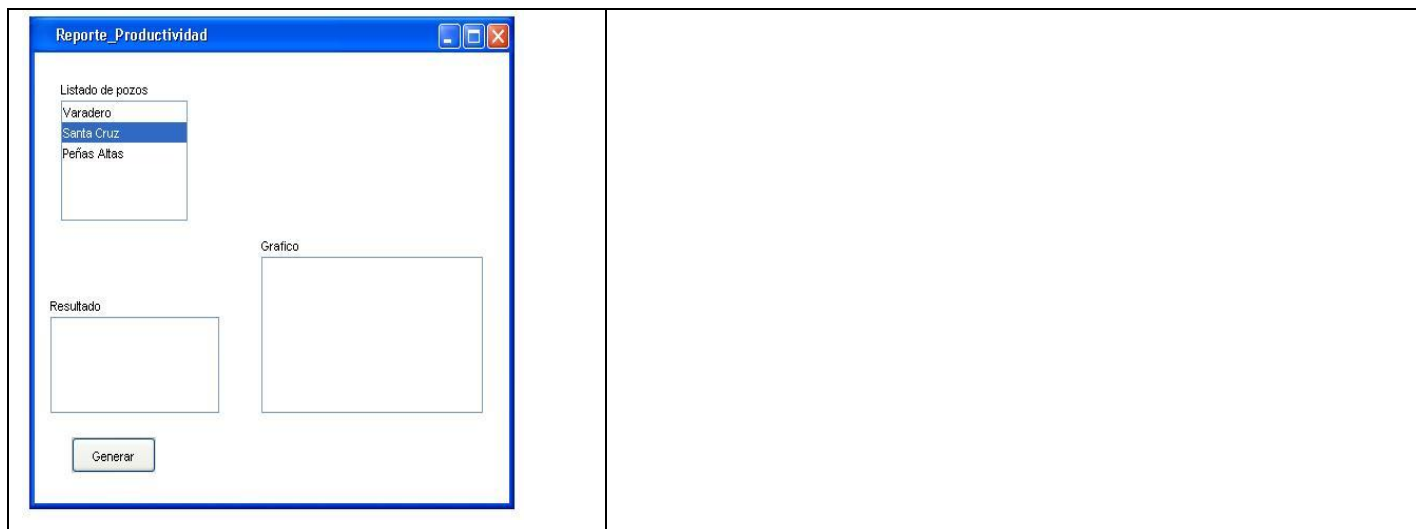 Reporte_Productividad
Listado de pozos
Varadero
Santa Cruz
Peñas Altas
Grafico
Resultado
Generar